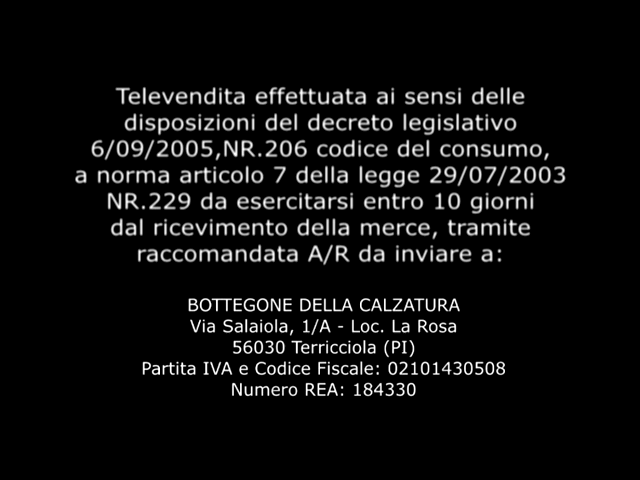 Televendita effettuata ai sensi delle
disposizioni del decreto legislativo
6/09/2005,NR.206 codice del consumo,
a norma articolo 7 della legge 29/07/2003
NR.229 da esercitarsi entro 10 giorni
dal ricevimento della merce, tramite
raccomandata A/R da inviare a:
BOTTEGONE DELLA CALZATURA
Via Salaiola, 1/A - Loc. La Rosa
56030 Terricciola (PI)
Partita IVA e Codice Fiscale: 02101430508
Numero REA: 184330